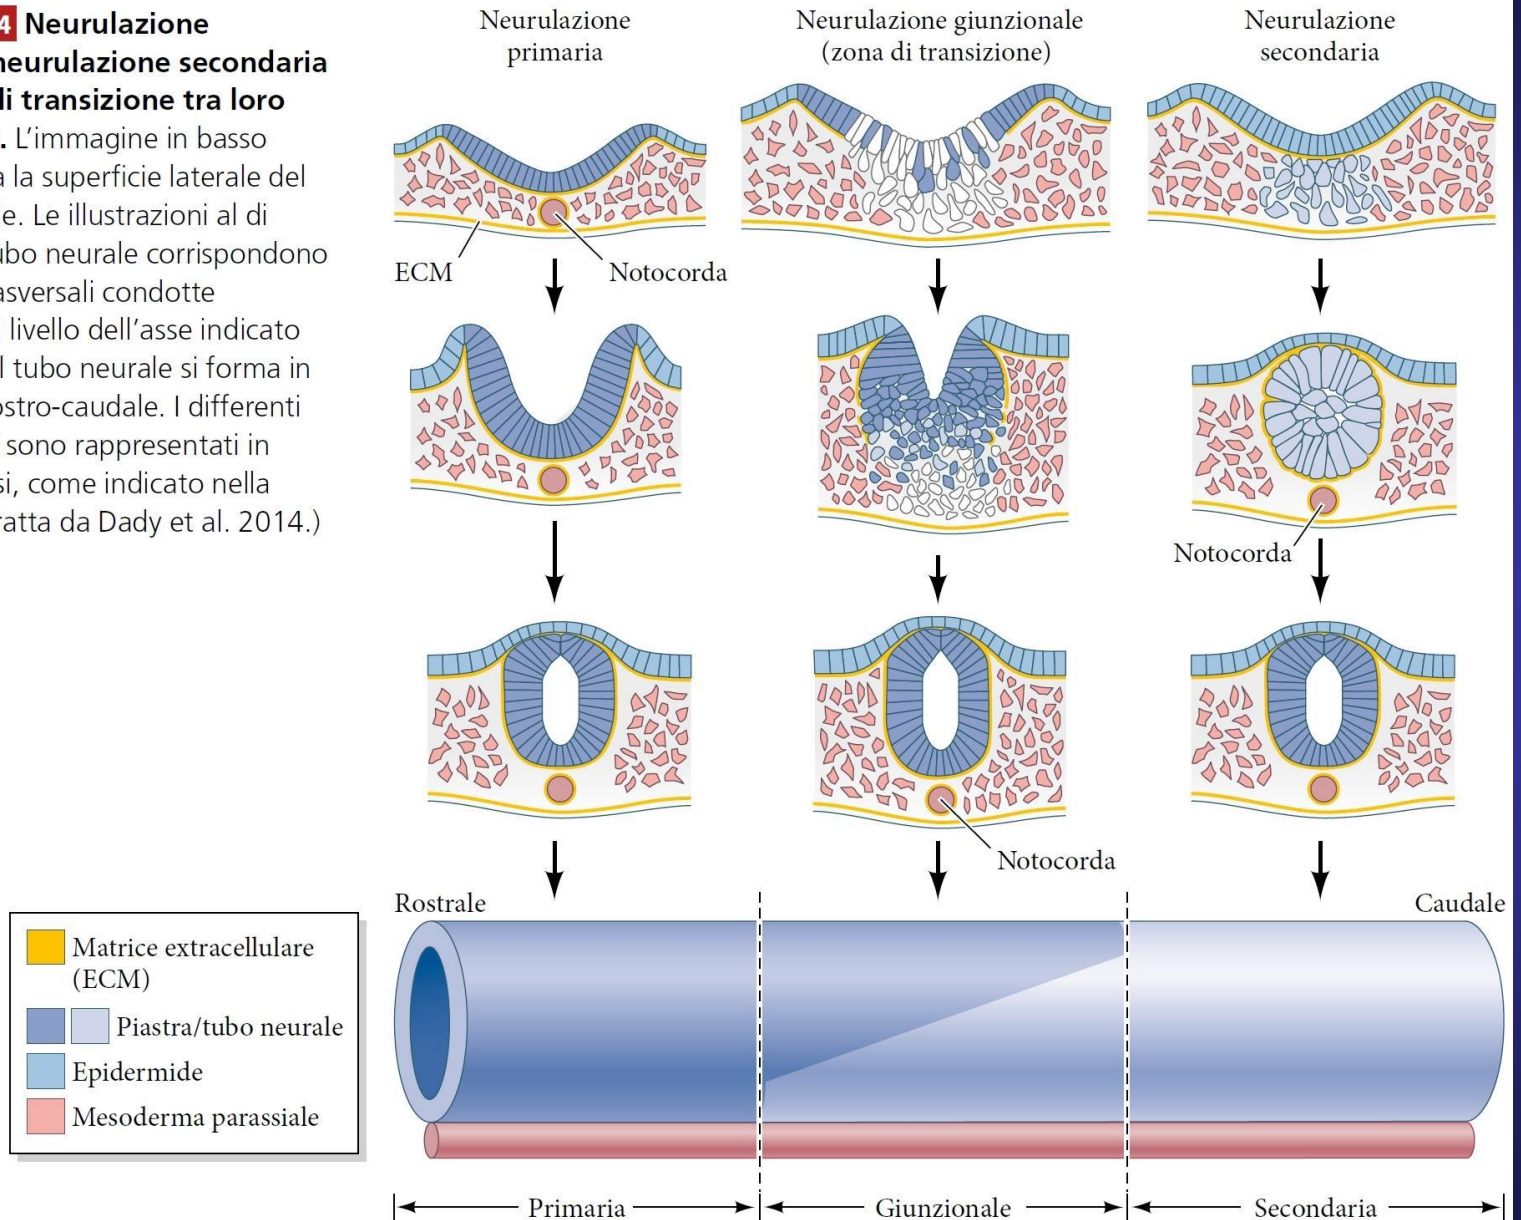 4 Neurulazione
neurulazione secondaria
di transizione tra loro
. L’immagine in basso
a la superficie laterale del
e. Le illustrazioni al di
ubo neurale corrispondono
asversali condotte
livello dell’asse indicato
l tubo neurale si forma in
ostro-caudale. I differenti
sono rappresentati in
si, come indicato nella
ratta da Dady et al. 2014.)
Neurulazione
primaria
Neurulazione giunzionale
(zona di transizione)
Neurulazione
secondaria
ECM
Notocorda
Notocorda
Notocorda
Rostrale
Caudale
Matrice extracellulare
(ECM)
Piastra/tubo neurale
Epidermide
Mesoderma parassiale
Primaria
Giunzionale
Secondaria